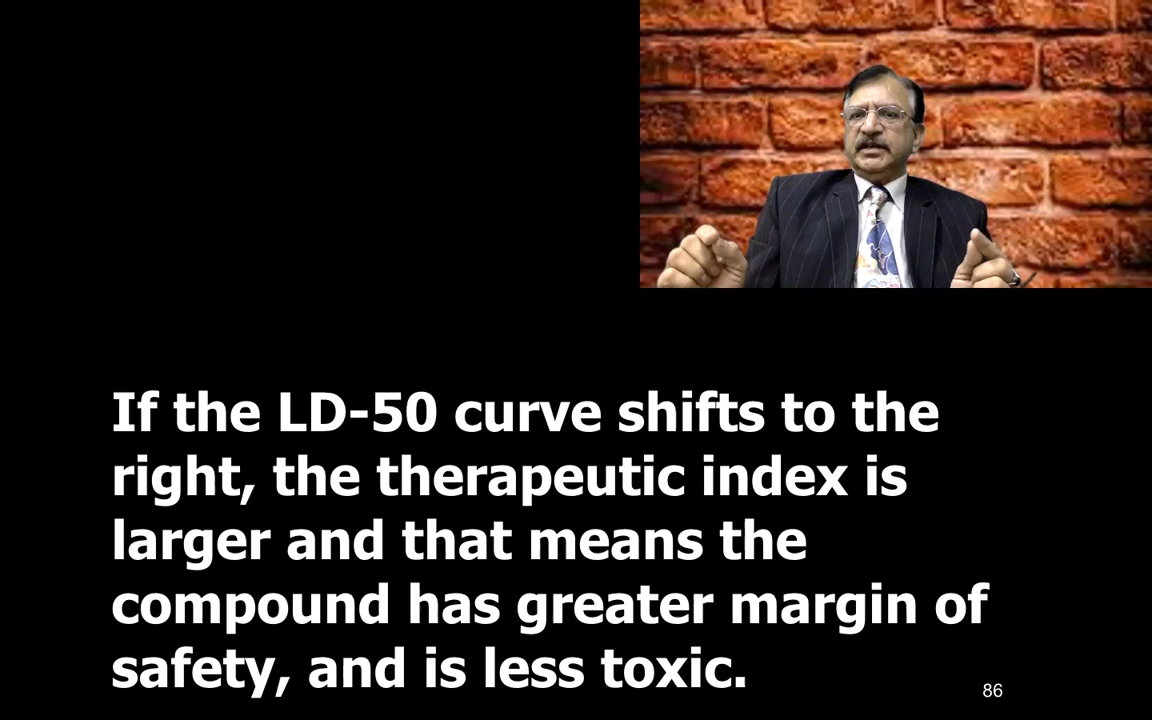 If the LD-50 curve shifts to the
right, the therapeutic index is
larger and that means the
compound has greater margin of
safety, and is less toxic.
86